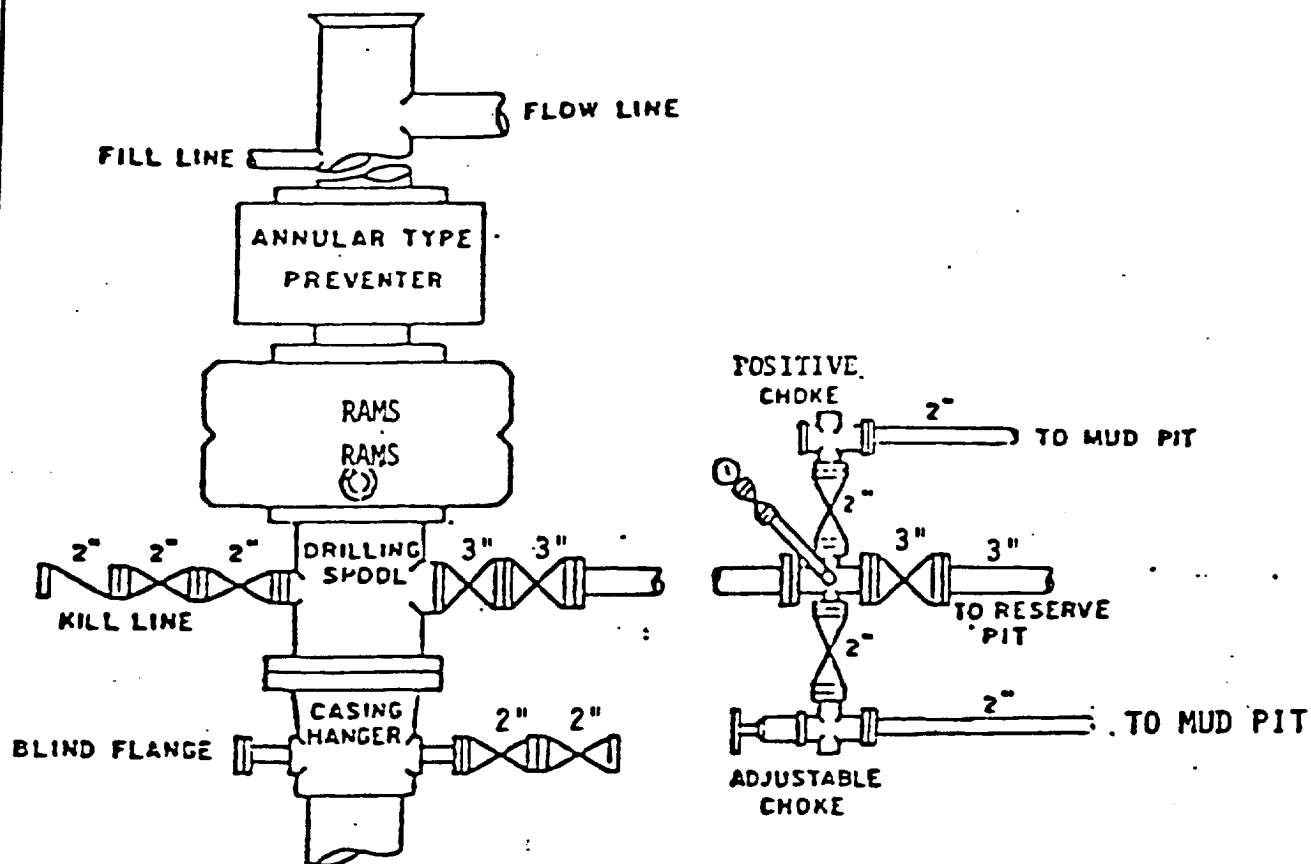 FLOW LINE
FILL LINE
ANNULAR TYPE
PREVENTER
RAMS
RAMS
2" 2" 2"
DRILLING
SPOOL
3" 3"
KILL LINE
CASING
HANGER
2" 2"
BLIND FLANGE
POSITIVE
CHOKE
2"
TO MUD PIT
2"
3" 3"
TO RESERVE
PIT
2"
2"
TO MUD PIT
ADJUSTABLE
CHOKE